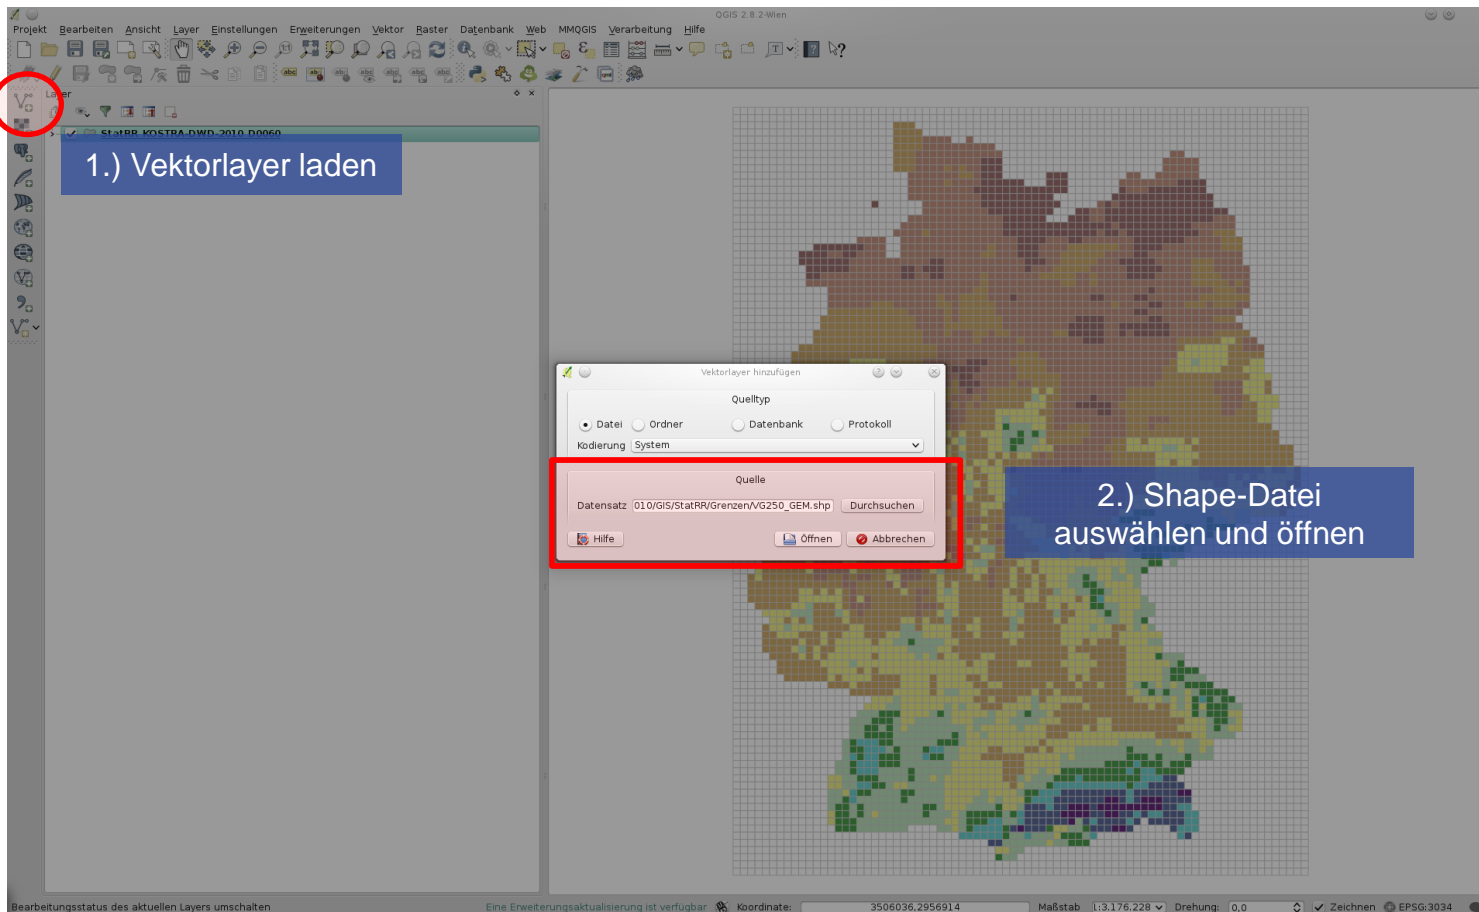 QGIS 2.8.2-Wien
Projekt Bearbeiten Ansicht Layer Einstellungen Erweiterungen Vektor Raster Datenbank Web MMQGIS Verarbeitung Hilfe
Layer
StatRR_KOSTRA-DWD-2010_D0060
1.) Vektorlayer laden
Vektorlayer hinzufügen
Quelltyp
Datei Ordner Datenbank Protokoll
Kodierung System
Quelle
Datensatz 010/GIS/StatRR/Grenzen/VG250_GEM.shp Durchsuchen
Hilfe Öffnen Abbrechen
2.) Shape-Datei
auswählen und öffnen
Bearbeitungsstatus des aktuellen Layers umschalten Eine Erweiterungsaktualisierung ist verfügbar Koordinate: 3506036,2956914 Maßstab 1:3.176.228 Drehung: 0,0 Zeichnen EPSG:3034